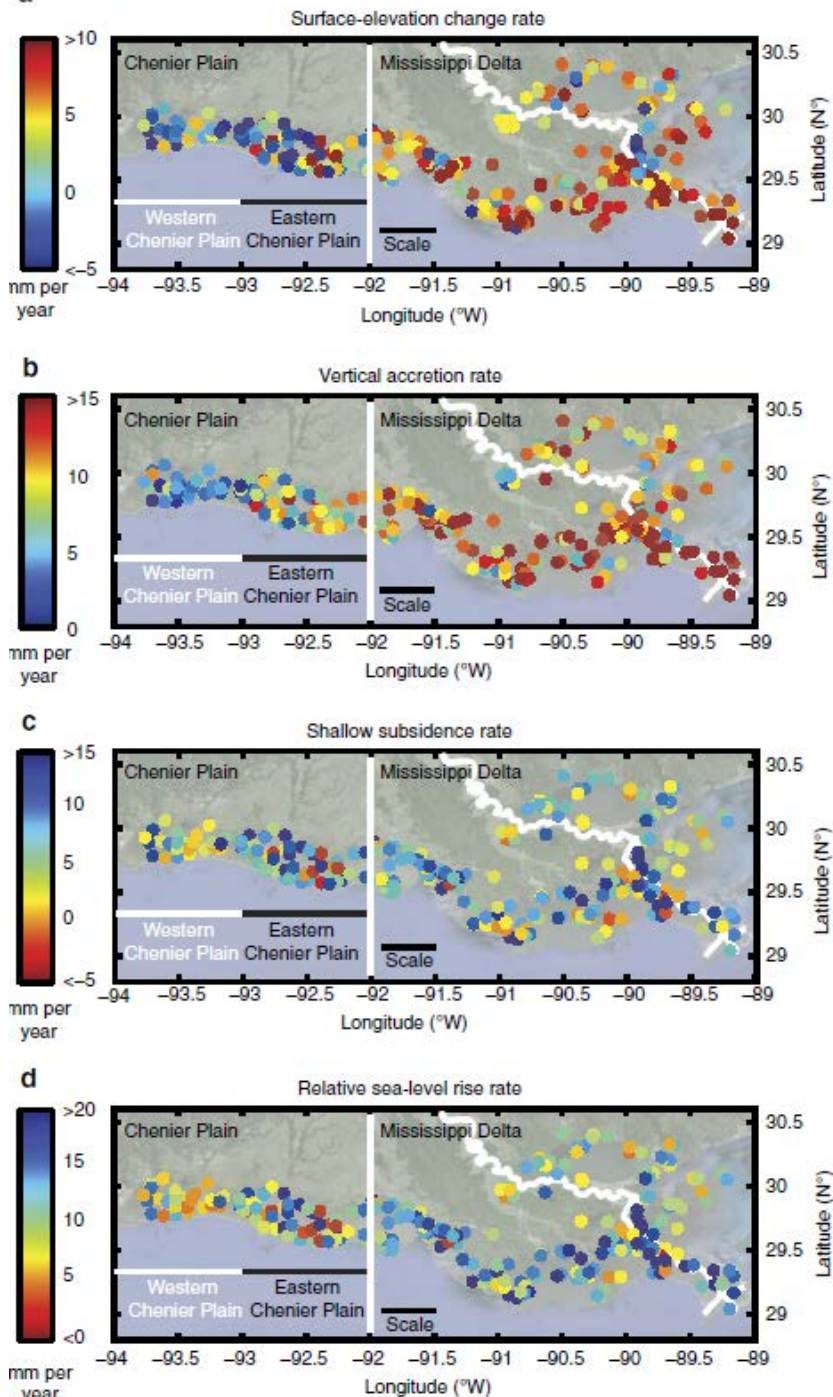 a
Surface-elevation change rate
>10
5
0
<–5
mm per
year
Chenier Plain
Mississippi Delta
Western
Chenier Plain
Eastern
Chenier Plain
Scale
30.5
30
29.5
29
Latitude (N°)
–94 –93.5 –93 –92.5 –92 –91.5 –91 –90.5 –90 –89.5 –89
Longitude (°W)
b
Vertical accretion rate
>15
10
5
0
mm per
year
Chenier Plain
Mississippi Delta
Western
Chenier Plain
Eastern
Chenier Plain
Scale
30.5
30
29.5
29
Latitude (N°)
–94 –93.5 –93 –92.5 –92 –91.5 –91 –90.5 –90 –89.5 –89
Longitude (°W)
c
Shallow subsidence rate
>15
10
5
0
<–5
mm per
year
Chenier Plain
Mississippi Delta
Western
Chenier Plain
Eastern
Chenier Plain
Scale
30.5
30
29.5
29
Latitude (N°)
–94 –93.5 –93 –92.5 –92 –91.5 –91 –90.5 –90 –89.5 –89
Longitude (°W)
d
Relative sea-level rise rate
>20
15
10
5
<0
mm per
year
Chenier Plain
Mississippi Delta
Western
Chenier Plain
Eastern
Chenier Plain
Scale
30.5
30
29.5
29
Latitude (N°)
–94 –93.5 –93 –92.5 –92 –91.5 –91 –90.5 –90 –89.5 –89
Longitude (°W)